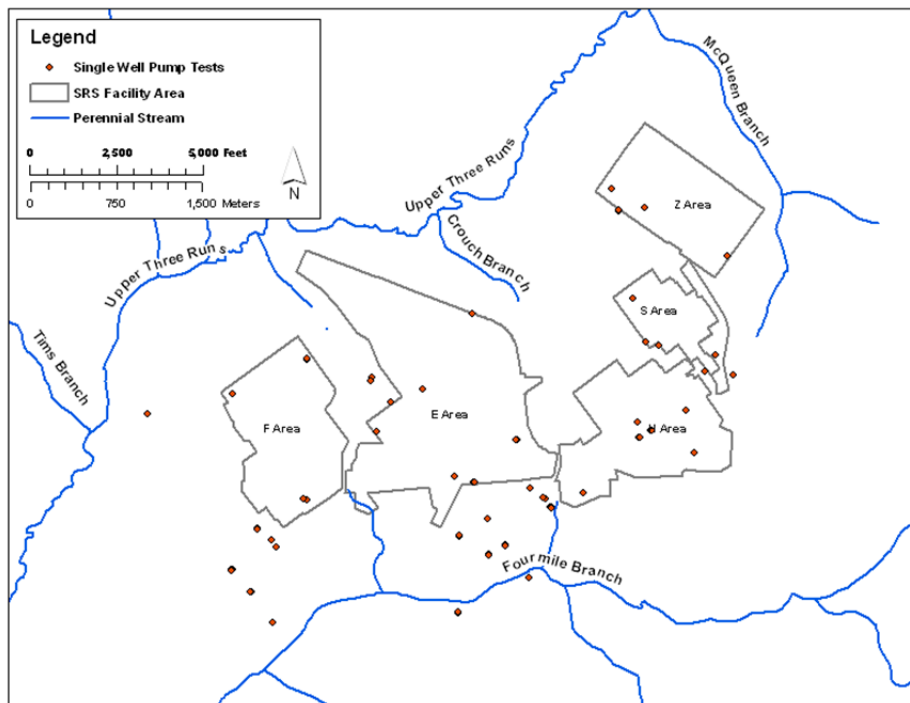 Legend
Single Well Pump Tests
SRS Facility Area
Perennial Stream
0 2,500 5,000 Feet
0 750 1,500 Meters
N
McQueen Branch
Upper Three Runs
Z Area
Crouch Branch
Upper Three Runs
S Area
Tims Branch
F Area
E Area
H Area
Fourmile Branch